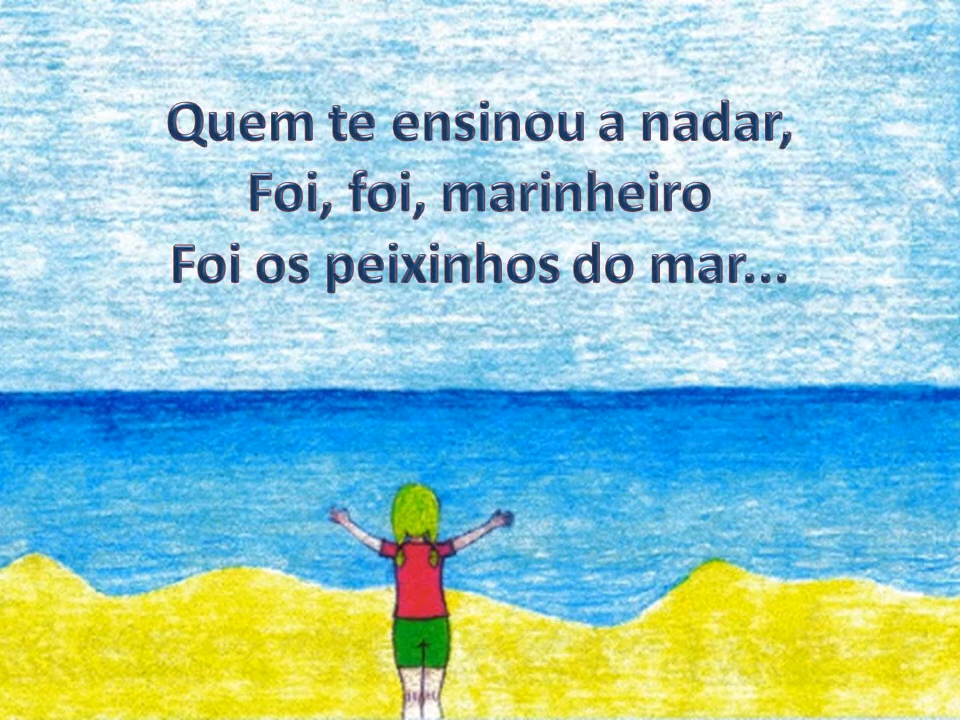 Quem te ensinou a nadar,
Foi, foi, marinheiro
Foi os peixinhos do mar...